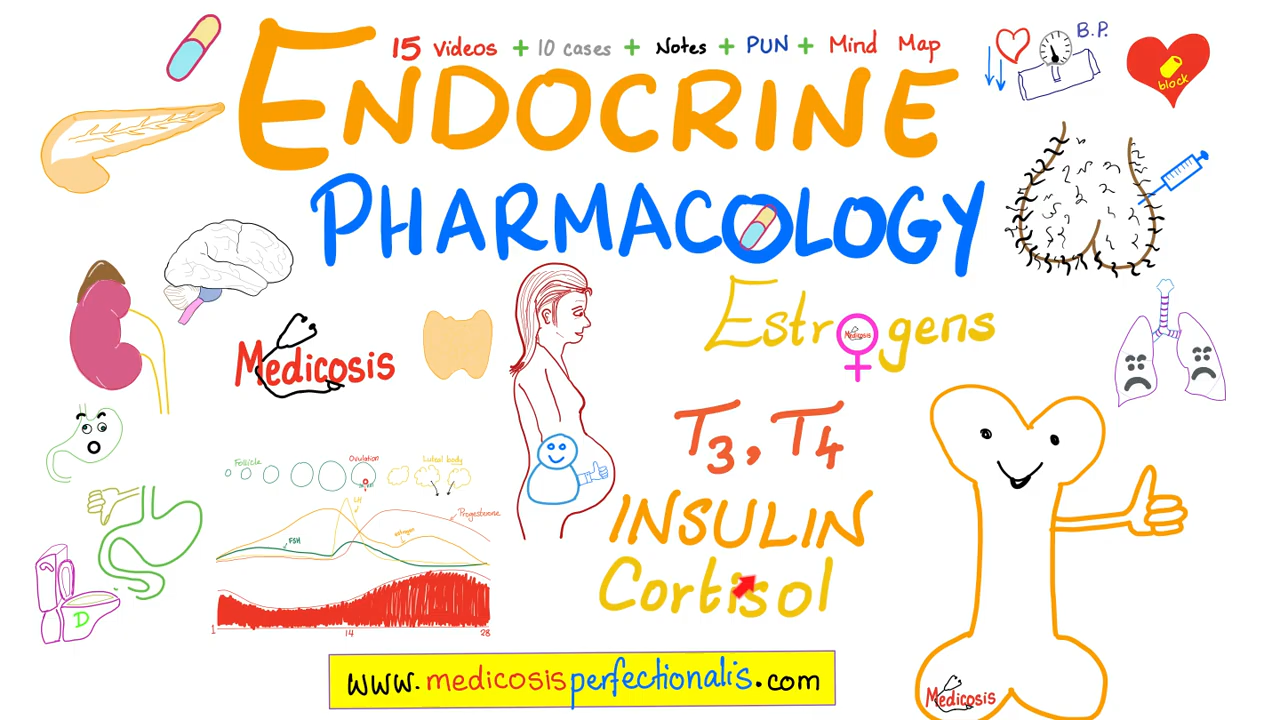 15 Videos + 10 cases + Notes + PUN + Mind Map
B.P.
block
ENDOCRINE
PHARMACOLOGY
Estrogens
Medicosis
T3, T4
INSULIN
Cortisol
Follicle
Ovulation
Luteal body
LH
Progesterone
Estrogen
FSH
1
14
28
D
www.medicosisperfectionalis.com
Medicosis